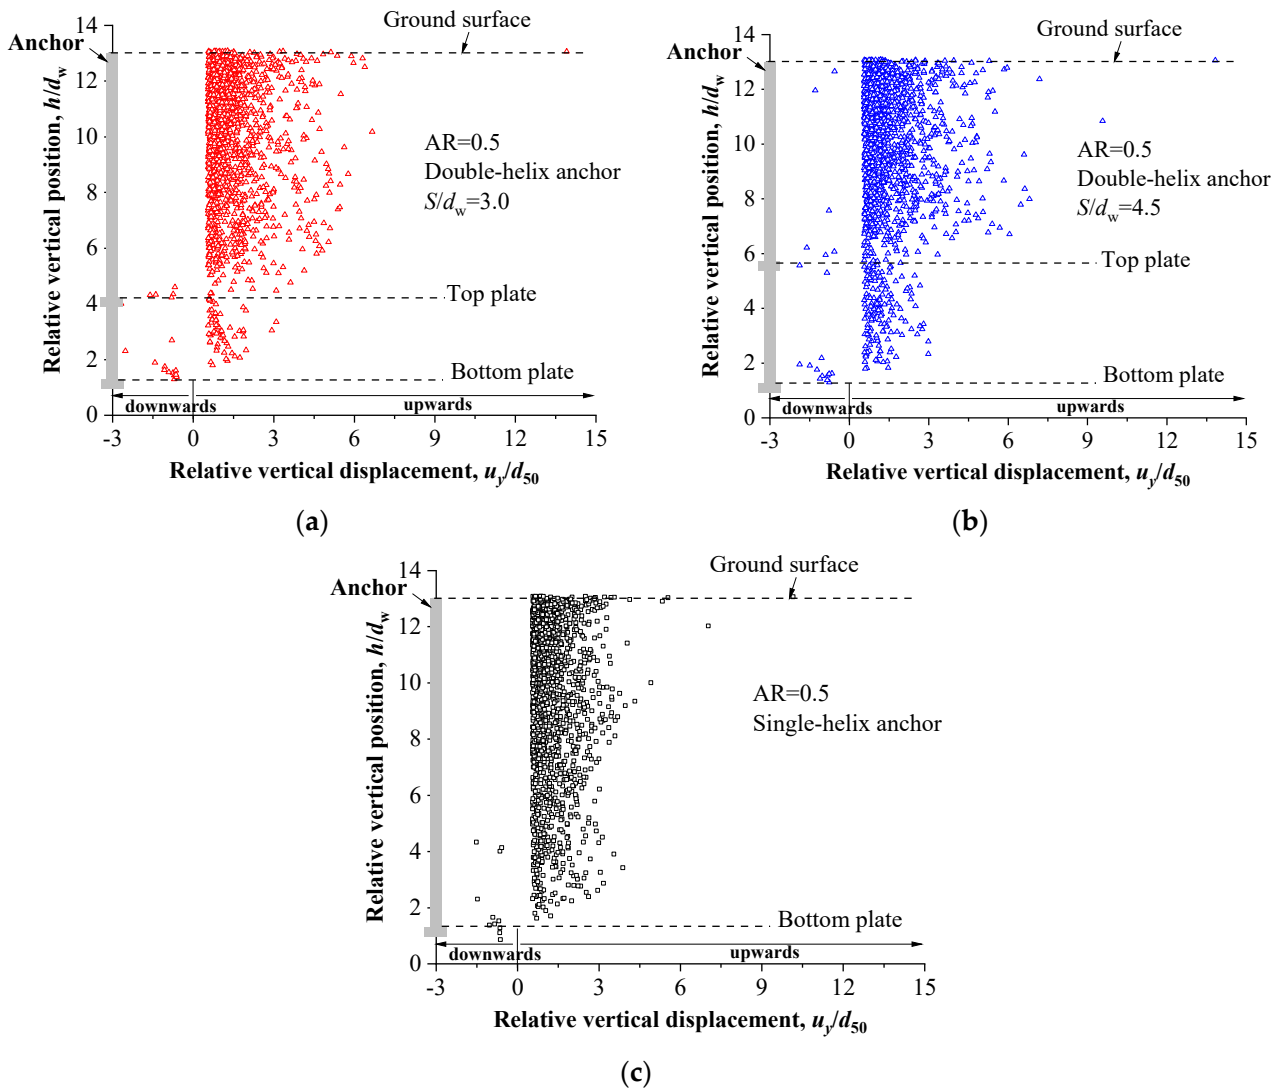 Ground surface
Anchor
Relative vertical position, h/dw
14
12
10
8
6
4
2
0
AR=0.5
Double-helix anchor
S/dw=3.0
Top plate
Bottom plate
downwards
upwards
-3
0
3
6
9
12
15
Relative vertical displacement, uy/d50
(a)
Ground surface
Anchor
Relative vertical position, h/dw
14
12
10
8
6
4
2
0
AR=0.5
Double-helix anchor
S/dw=4.5
Top plate
Bottom plate
downwards
upwards
-3
0
3
6
9
12
15
Relative vertical displacement, uy/d50
(b)
Ground surface
Anchor
Relative vertical position, h/dw
14
12
10
8
6
4
2
0
AR=0.5
Single-helix anchor
Bottom plate
downwards
upwards
-3
0
3
6
9
12
15
Relative vertical displacement, uy/d50
(c)